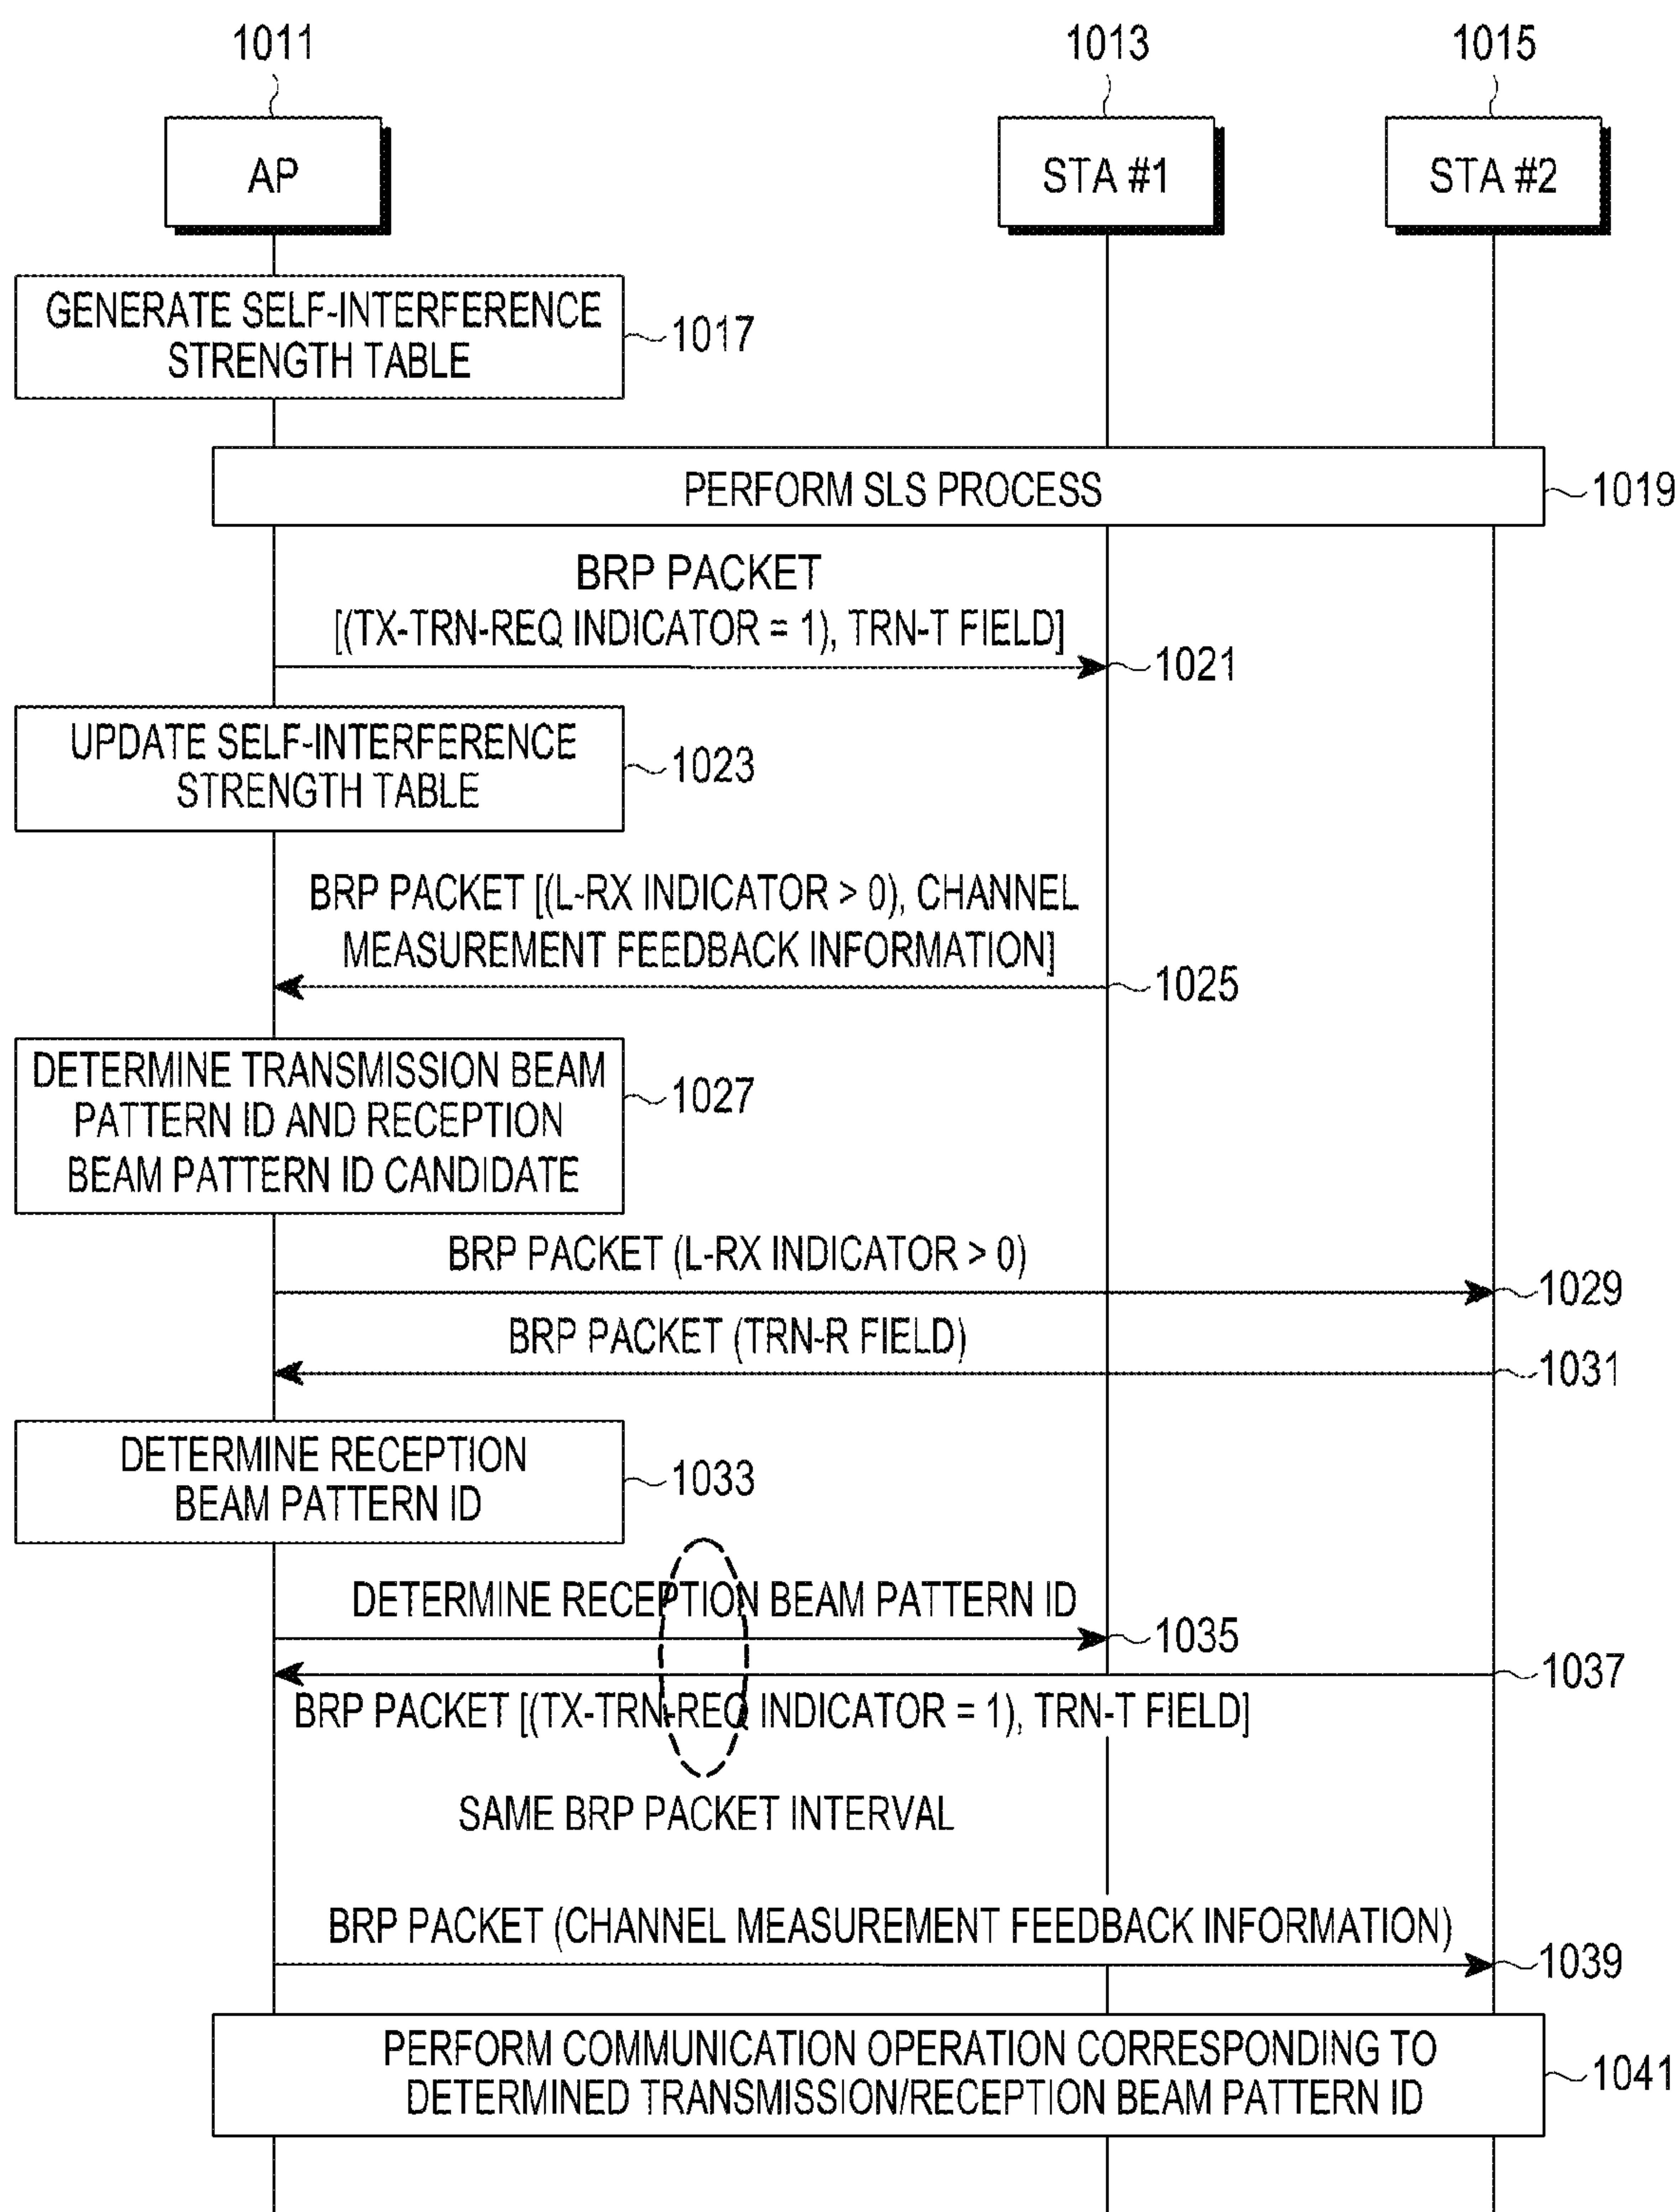 1011
1013
1015
AP
STA #1
STA #2
GENERATE SELF-INTERFERENCE
STRENGTH TABLE
1017
PERFORM SLS PROCESS
1019
BRP PACKET
[(TX-TRN-REQ INDICATOR = 1), TRN-T FIELD]
1021
UPDATE SELF-INTERFERENCE
STRENGTH TABLE
1023
BRP PACKET [(L-RX INDICATOR > 0), CHANNEL
MEASUREMENT FEEDBACK INFORMATION]
1025
DETERMINE TRANSMISSION BEAM
PATTERN ID AND RECEPTION
BEAM PATTERN ID CANDIDATE
1027
BRP PACKET (L-RX INDICATOR > 0)
1029
BRP PACKET (TRN-R FIELD)
1031
DETERMINE RECEPTION
BEAM PATTERN ID
1033
DETERMINE RECEPTION BEAM PATTERN ID
1035
1037
BRP PACKET [(TX-TRN-REQ INDICATOR = 1), TRN-T FIELD]
SAME BRP PACKET INTERVAL
BRP PACKET (CHANNEL MEASUREMENT FEEDBACK INFORMATION)
1039
PERFORM COMMUNICATION OPERATION CORRESPONDING TO
DETERMINED TRANSMISSION/RECEPTION BEAM PATTERN ID
1041